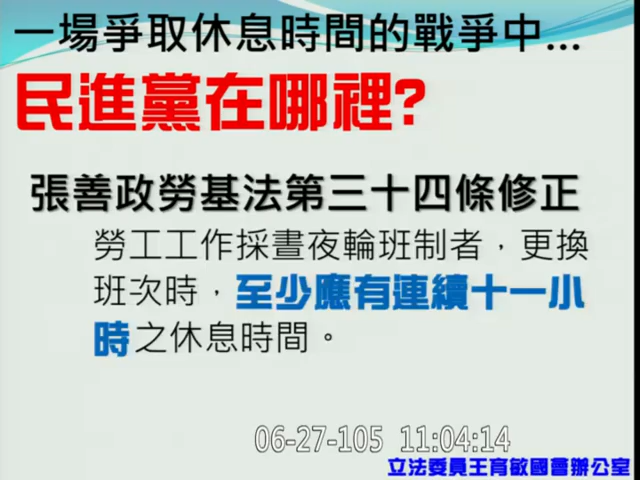 一場爭取休息時間的戰爭中...
民進黨在哪裡?
張善政勞基法第三十四條修正
勞工工作採晝夜輪班制者，更換
班次時，至少應有連續十一小
時之休息時間。
06-27-105 11:04:14
立法委員王育敏國會辦公室